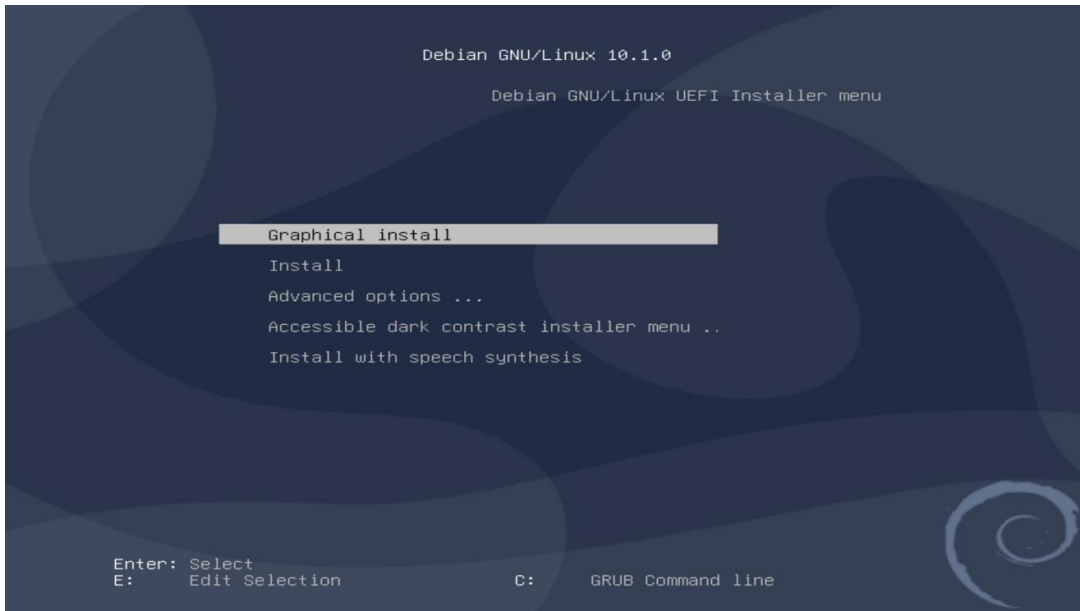 Debian GNU/Linux 10.1.0
Debian GNU/Linux UEFI Installer menu
Graphical install
Install
Advanced options ...
Accessible dark contrast installer menu ..
Install with speech synthesis
Enter: Select
E: Edit Selection C: GRUB Command line